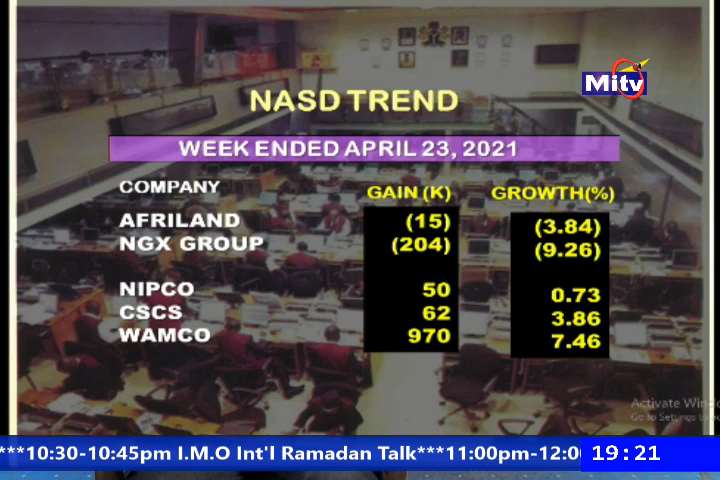 Mitv
NASD TREND
WEEK ENDED APRIL 23, 2021
COMPANY GAIN (K) GROWTH(%)
AFRILAND (15) (3.84)
NGX GROUP (204) (9.26)
NIPCO 50 0.73
CSCS 62 3.86
WAMCO 970 7.46
Activate Win
Go to Settings to
***10:30-10:45pm I.M.O Int'l Ramadan Talk***11:00pm-12:0
19:21